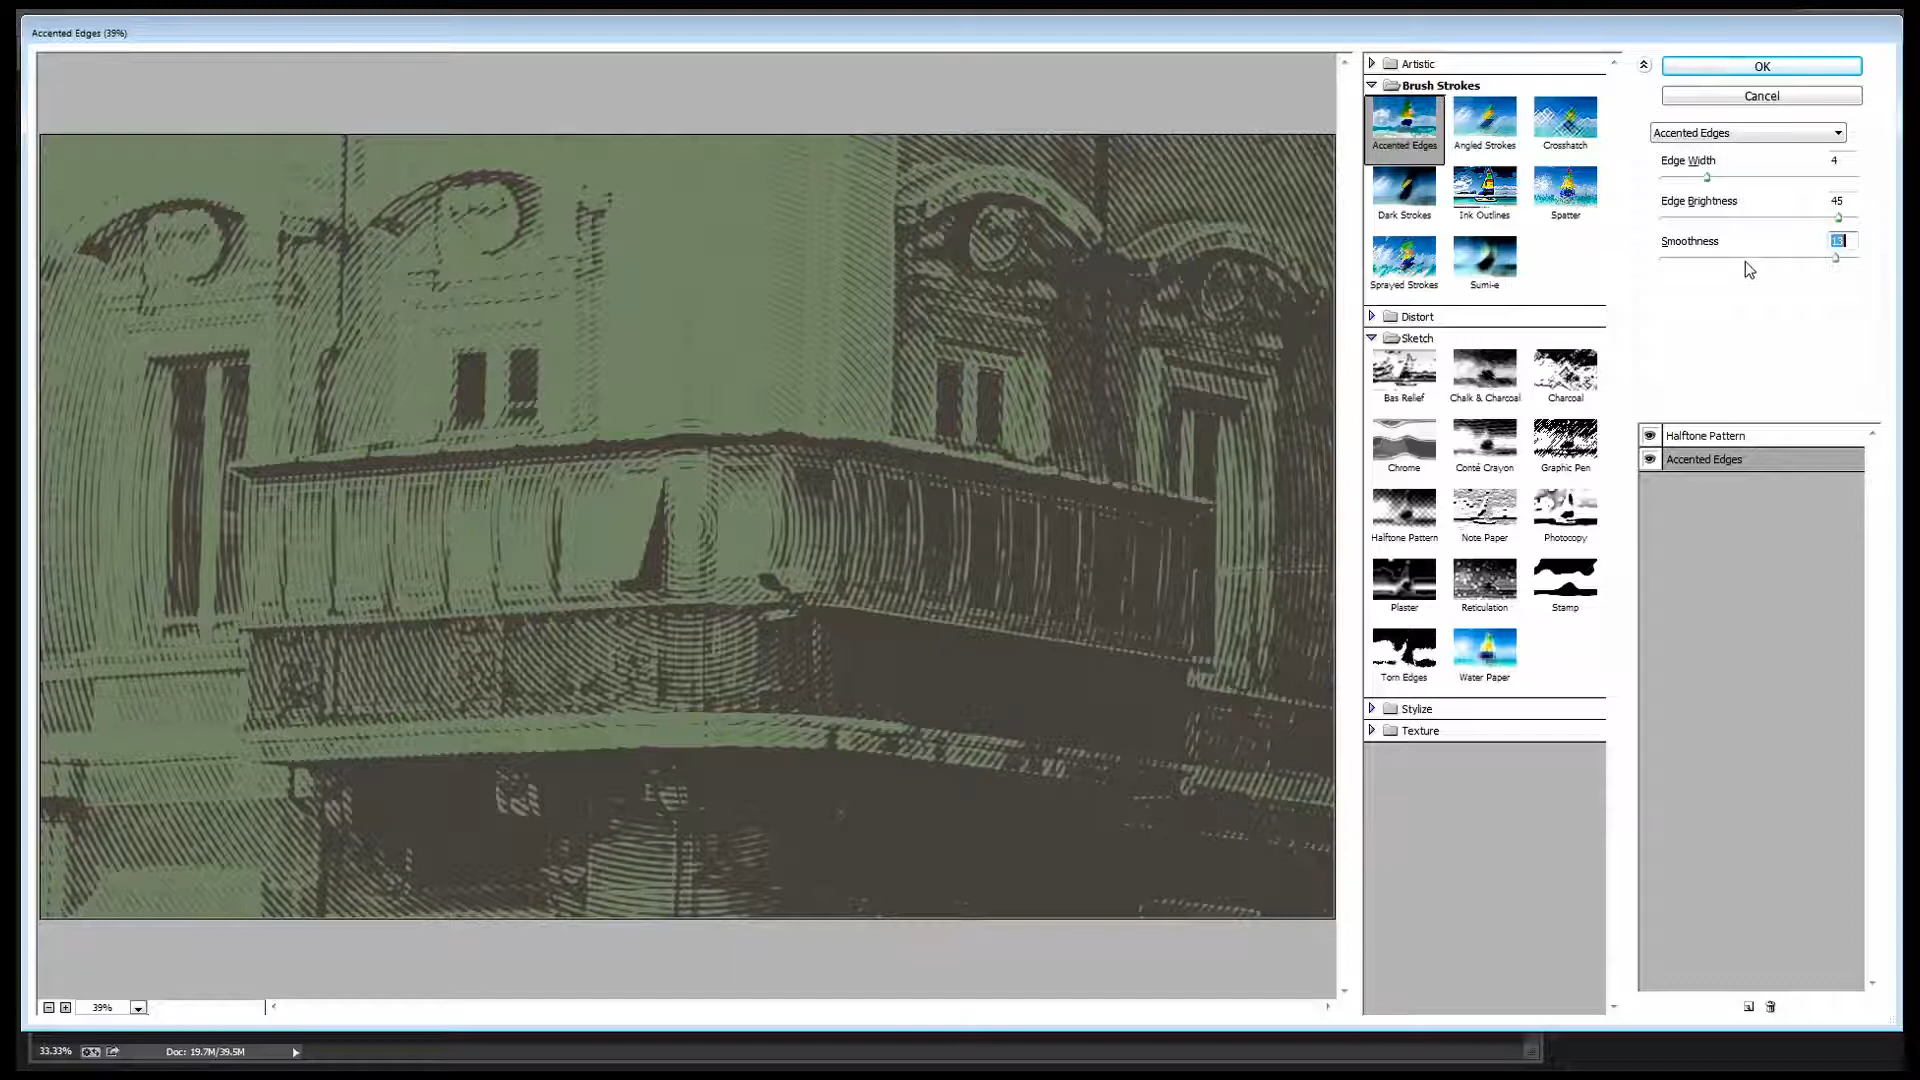 Accented Edges (39%)
Artistic
Brush Strokes
Accented Edges
Angled Strokes
Crosshatch
Dark Strokes
Ink Outlines
Spatter
Sprayed Strokes
Sumi-e
Distort
Sketch
Bas Relief
Chalk & Charcoal
Charcoal
Chrome
Conté Crayon
Graphic Pen
Halftone Pattern
Note Paper
Photocopy
Plaster
Reticulation
Stamp
Torn Edges
Water Paper
Stylize
Texture
OK
Cancel
Accented Edges
Edge Width 4
Edge Brightness 45
Smoothness 13
Halftone Pattern
Accented Edges
39%
33.33%
Doc: 19.7M/39.5M